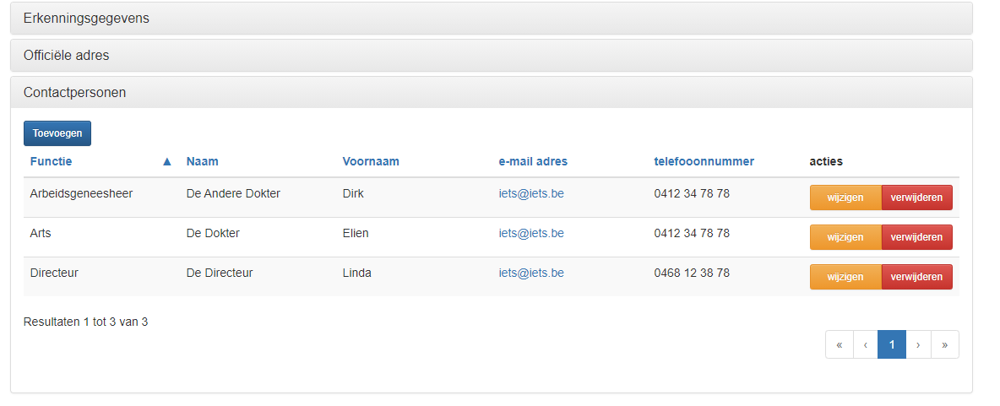 Erkenningsgegevens
Officiële adres
Contactpersonen
Toevoegen
Functie ▲ Naam Voornaam e-mail adres telefooonnummer acties
Arbeidsgeneesheer De Andere Dokter Dirk iets@iets.be 0412 34 78 78 wijzigen verwijderen
Arts De Dokter Elien iets@iets.be 0412 34 78 78 wijzigen verwijderen
Directeur De Directeur Linda iets@iets.be 0468 12 38 78 wijzigen verwijderen
Resultaten 1 tot 3 van 3
« ‹ 1 › »